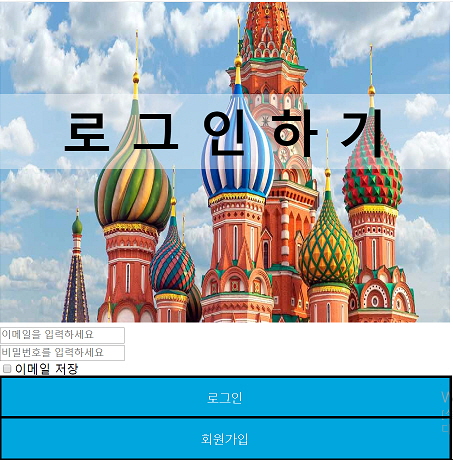 로그인하기
이메일을 입력하세요
비밀번호를 입력하세요
이메일 저장
로그인
회원가입